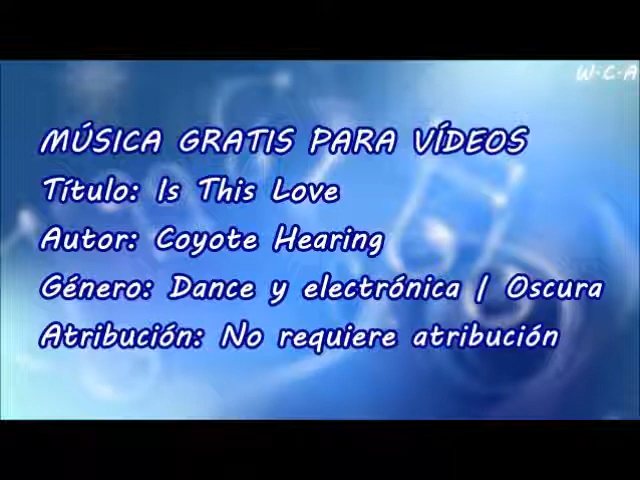 W-C-A
MÚSICA GRATIS PARA VÍDEOS
Título: Is This Love
Autor: Coyote Hearing
Género: Dance y electrónica | Oscura
Atribución: No requiere atribución